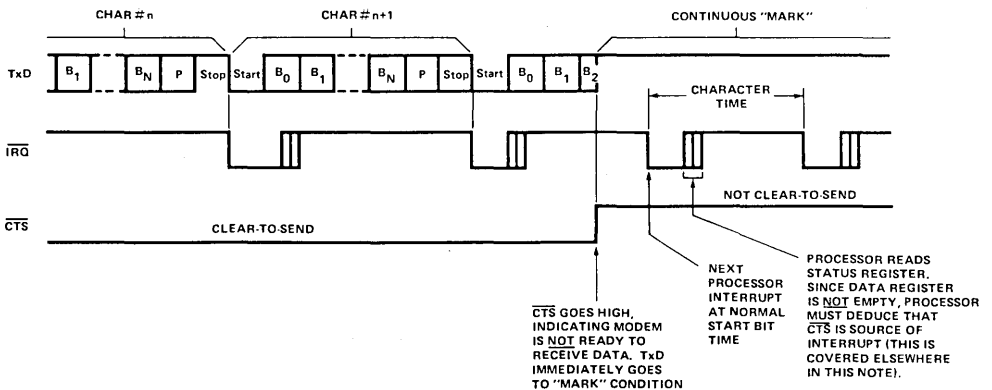 CHAR#n
CHAR#n+1
CONTINUOUS "MARK"
TxD
B1
BN
P
Stop
Start
B0
B1
BN
P
Stop
Start
B0
B1
B2
CHARACTER
TIME
IRQ
NOT CLEAR-TO-SEND
CTS
CLEAR-TO-SEND
CTS GOES HIGH,
INDICATING MODEM
IS NOT READY TO
RECEIVE DATA. TxD
IMMEDIATELY GOES
TO "MARK" CONDITION
NEXT
PROCESSOR
INTERRUPT
AT NORMAL
START BIT
TIME
PROCESSOR READS
STATUS REGISTER.
SINCE DATA REGISTER
IS NOT EMPTY, PROCESSOR
MUST DEDUCE THAT
CTS IS SOURCE OF
INTERRUPT (THIS IS
COVERED ELSEWHERE
IN THIS NOTE).